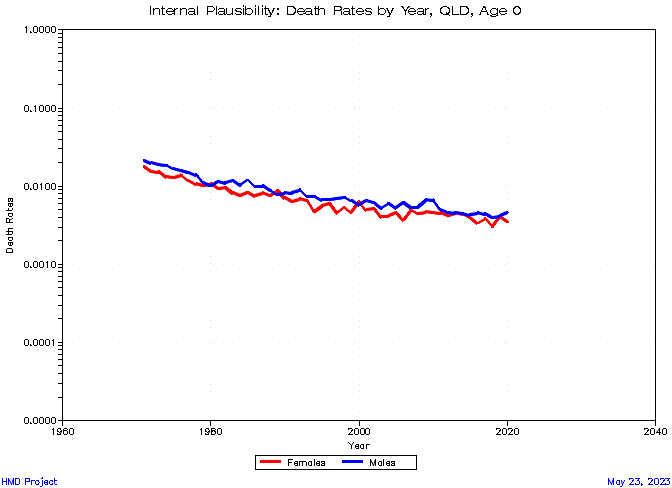 Internal Plausibility: Death Rates by Year, QLD, Age 0
1.0000
0.1000
0.0100
0.0010
0.0001
0.0000
Death Rates
1960 1980 2000 2020 2040
Year
Females Males
HMD Project May 23, 2023